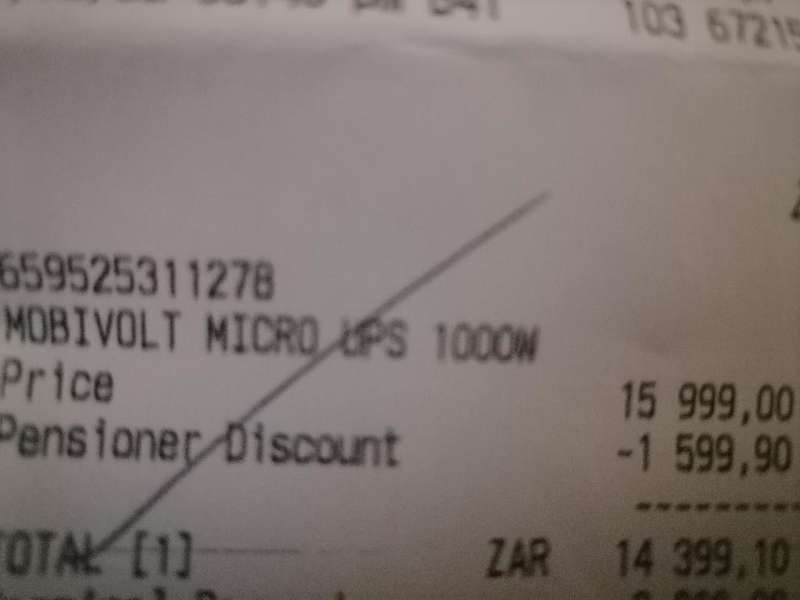 103 67215
659525311278
MOBIVOLT MICRO UPS 1000W
Price 15 999,00
Pensioner Discount -1 599,90
TOTAL [1] ZAR 14 399,10